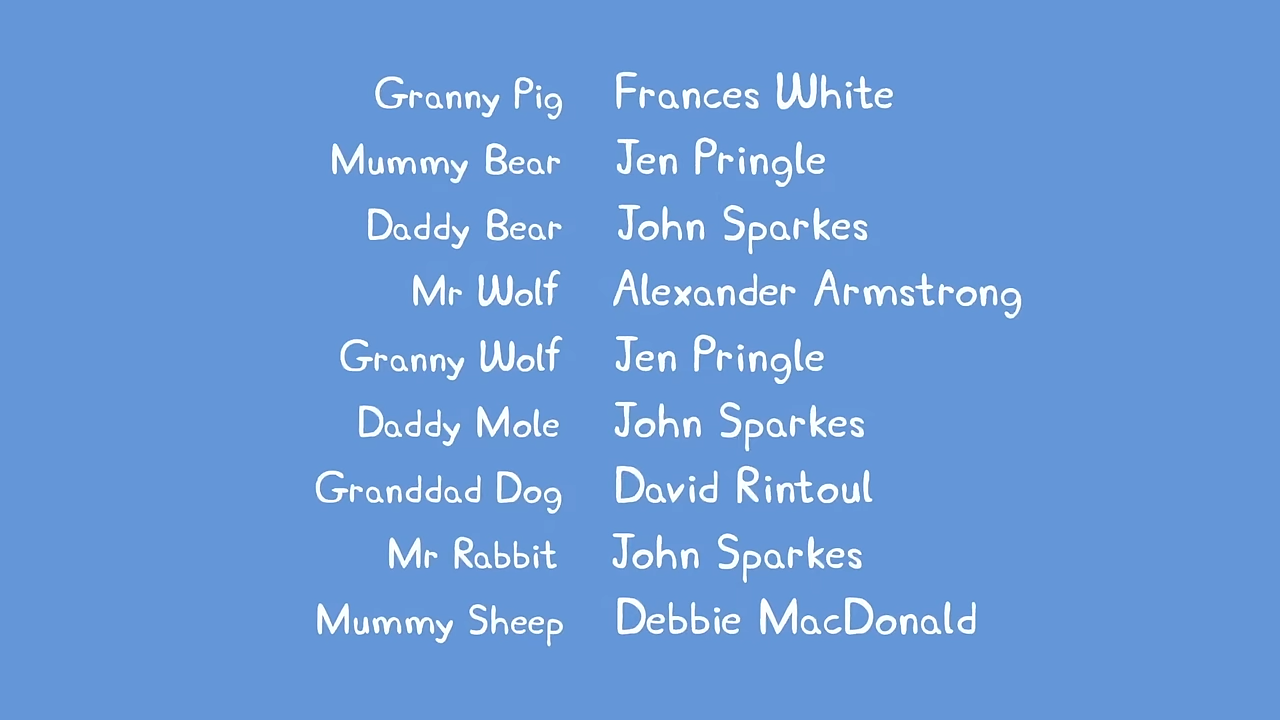 Granny Pig Frances White
Mummy Bear Jen Pringle
Daddy Bear John Sparkes
Mr Wolf Alexander Armstrong
Granny Wolf Jen Pringle
Daddy Mole John Sparkes
Granddad Dog David Rintoul
Mr Rabbit John Sparkes
Mummy Sheep Debbie MacDonald